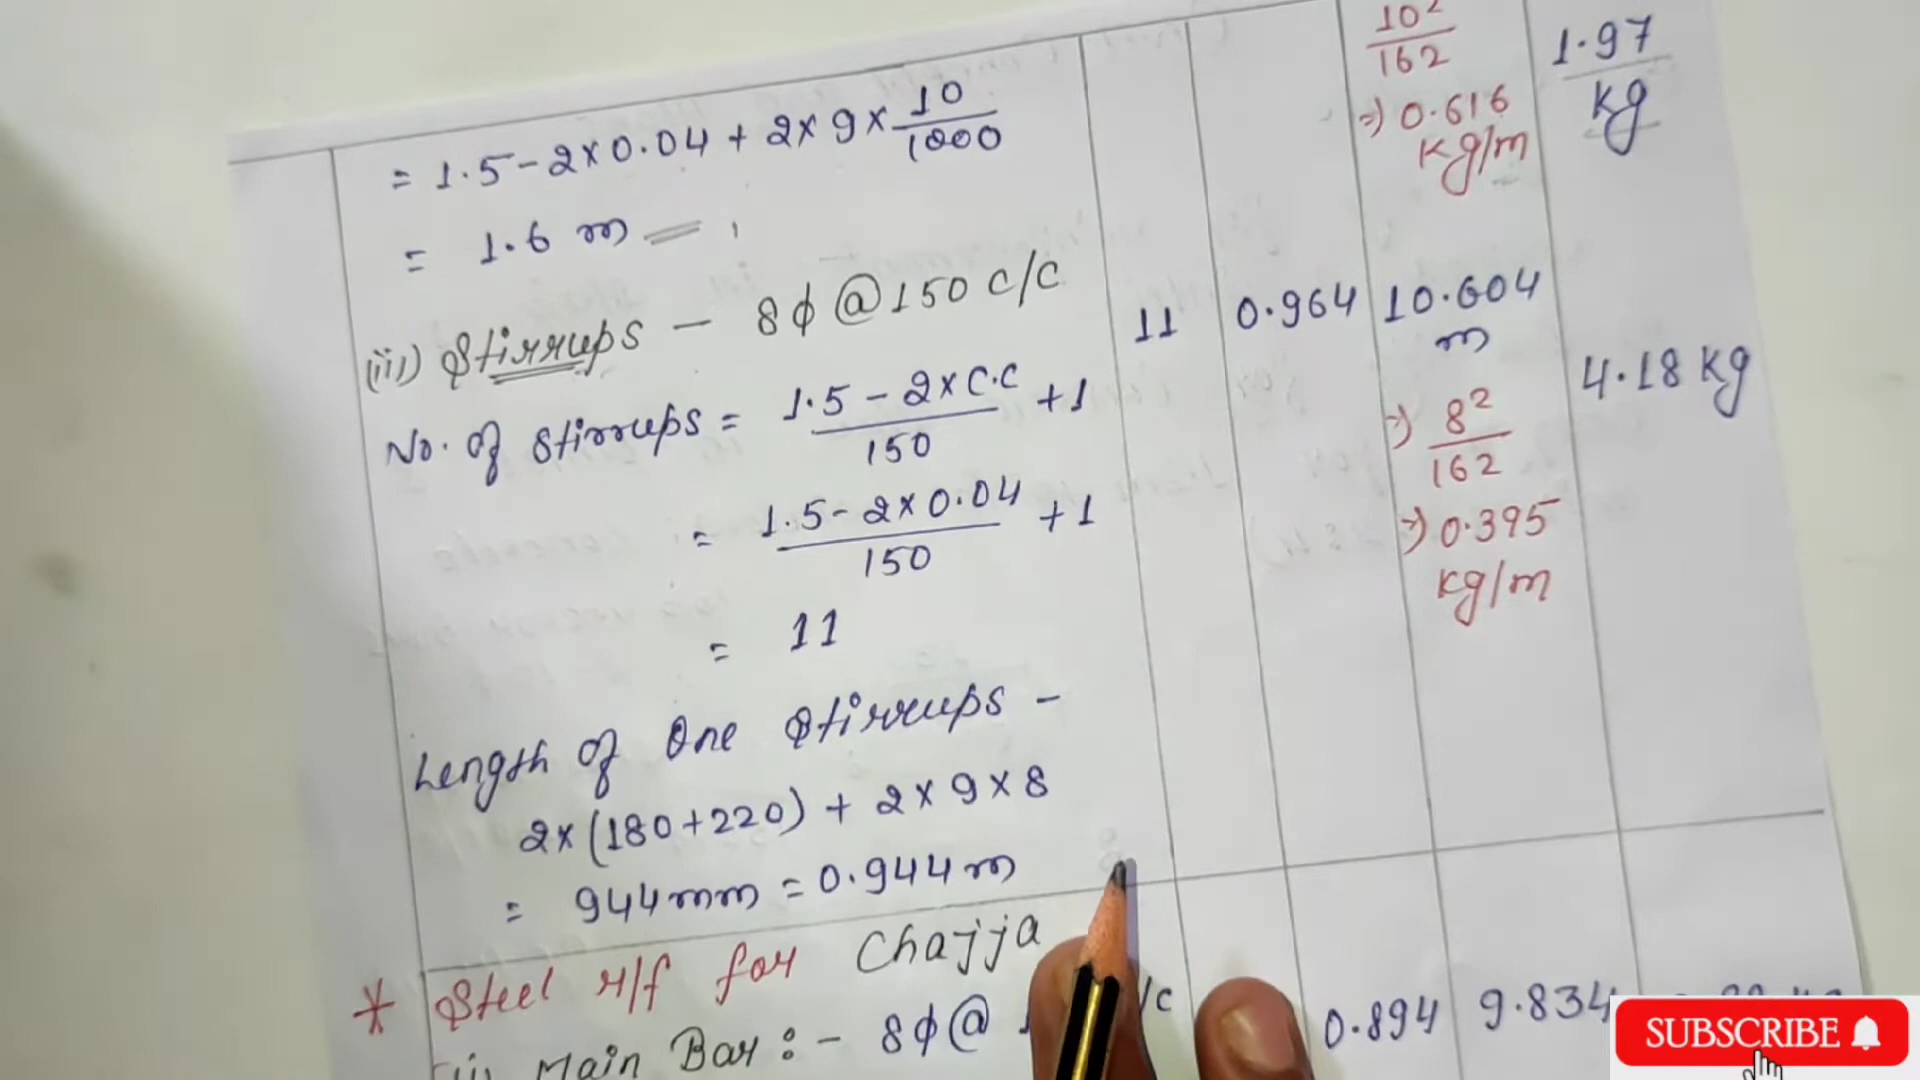 = 1.5 - 2 x 0.04 + 2 x 9 x 10/1000
= 1.6 m
(iii) Stirrups - 8φ @ 150 c/c
No. of Stirrups = 1.5 - 2 x C.C / 150 + 1
= 1.5 - 2 x 0.04 / 150 + 1
= 11
Length of One Stirrups -
2 x (180 + 220) + 2 x 9 x 8
= 944 mm = 0.944 m
* Steel r/f for Chajja
Main Bar :- 8φ @ /c
11
0.964
0.894
10²/162
⇒ 0.616
kg/m
10.604
m
⇒ 8²/162
⇒ 0.395
kg/m
9.834
1.97
kg
4.18 kg
SUBSCRIBE